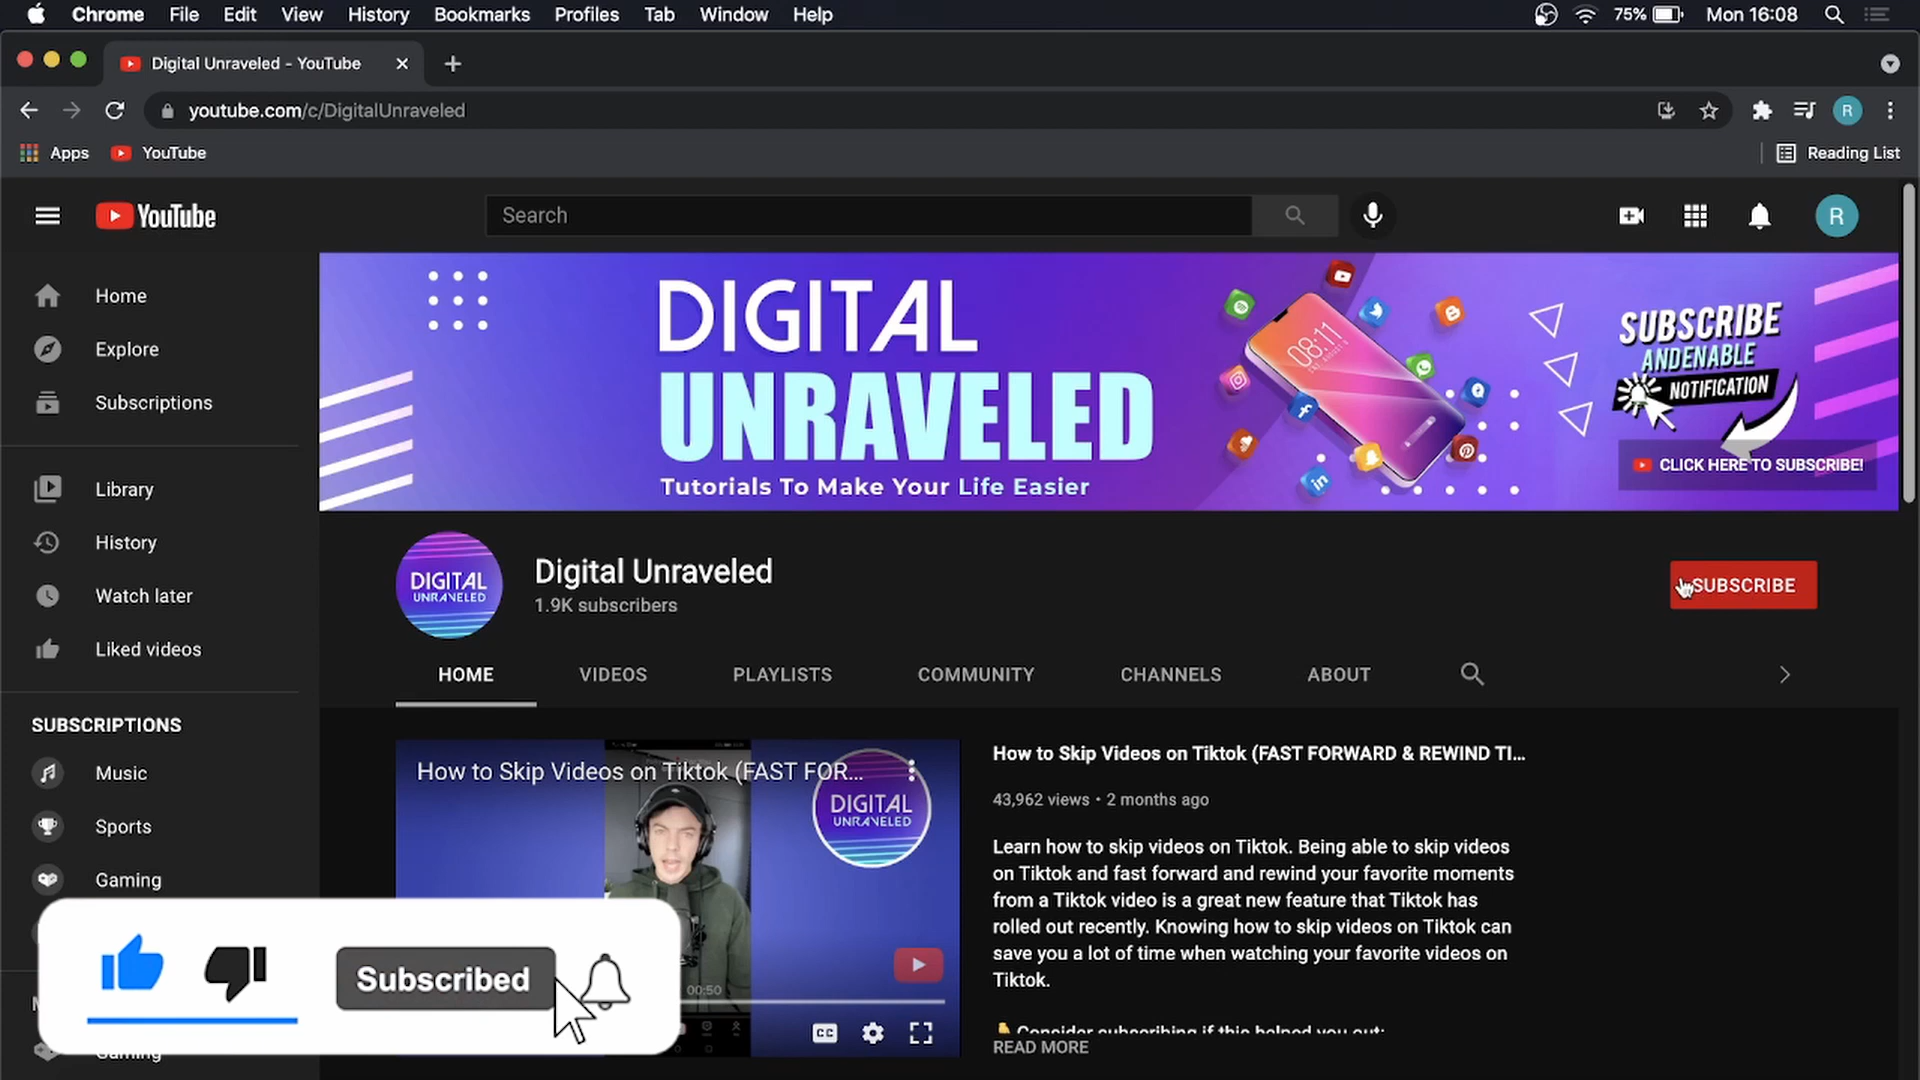 Chrome File Edit View History Bookmarks Profiles Tab Window Help
75% Mon 16:08
Digital Unraveled - YouTube
youtube.com/c/DigitalUnraveled
R
Apps YouTube
Reading List
YouTube
Search
R
Home
Explore
Subscriptions
Library
History
Watch later
Liked videos
SUBSCRIPTIONS
Music
Sports
Gaming
Gaming
DIGITAL
UNRAVELED
Tutorials To Make Your Life Easier
08:11
SUBSCRIBE
ANDENABLE
NOTIFICATION
CLICK HERE TO SUBSCRIBE!
DIGITAL
UNRAVELED
Digital Unraveled
1.9K subscribers
SUBSCRIBE
HOME VIDEOS PLAYLISTS COMMUNITY CHANNELS ABOUT
How to Skip Videos on Tiktok (FAST FOR...
DIGITAL
UNRAVELED
00:50
CC
How to Skip Videos on Tiktok (FAST FORWARD & REWIND TI...
43,962 views • 2 months ago
Learn how to skip videos on Tiktok. Being able to skip videos
on Tiktok and fast forward and rewind your favorite moments
from a Tiktok video is a great new feature that Tiktok has
rolled out recently. Knowing how to skip videos on Tiktok can
save you a lot of time when watching your favorite videos on
Tiktok.
Consider subscribing if this helped you out:
READ MORE
Subscribed